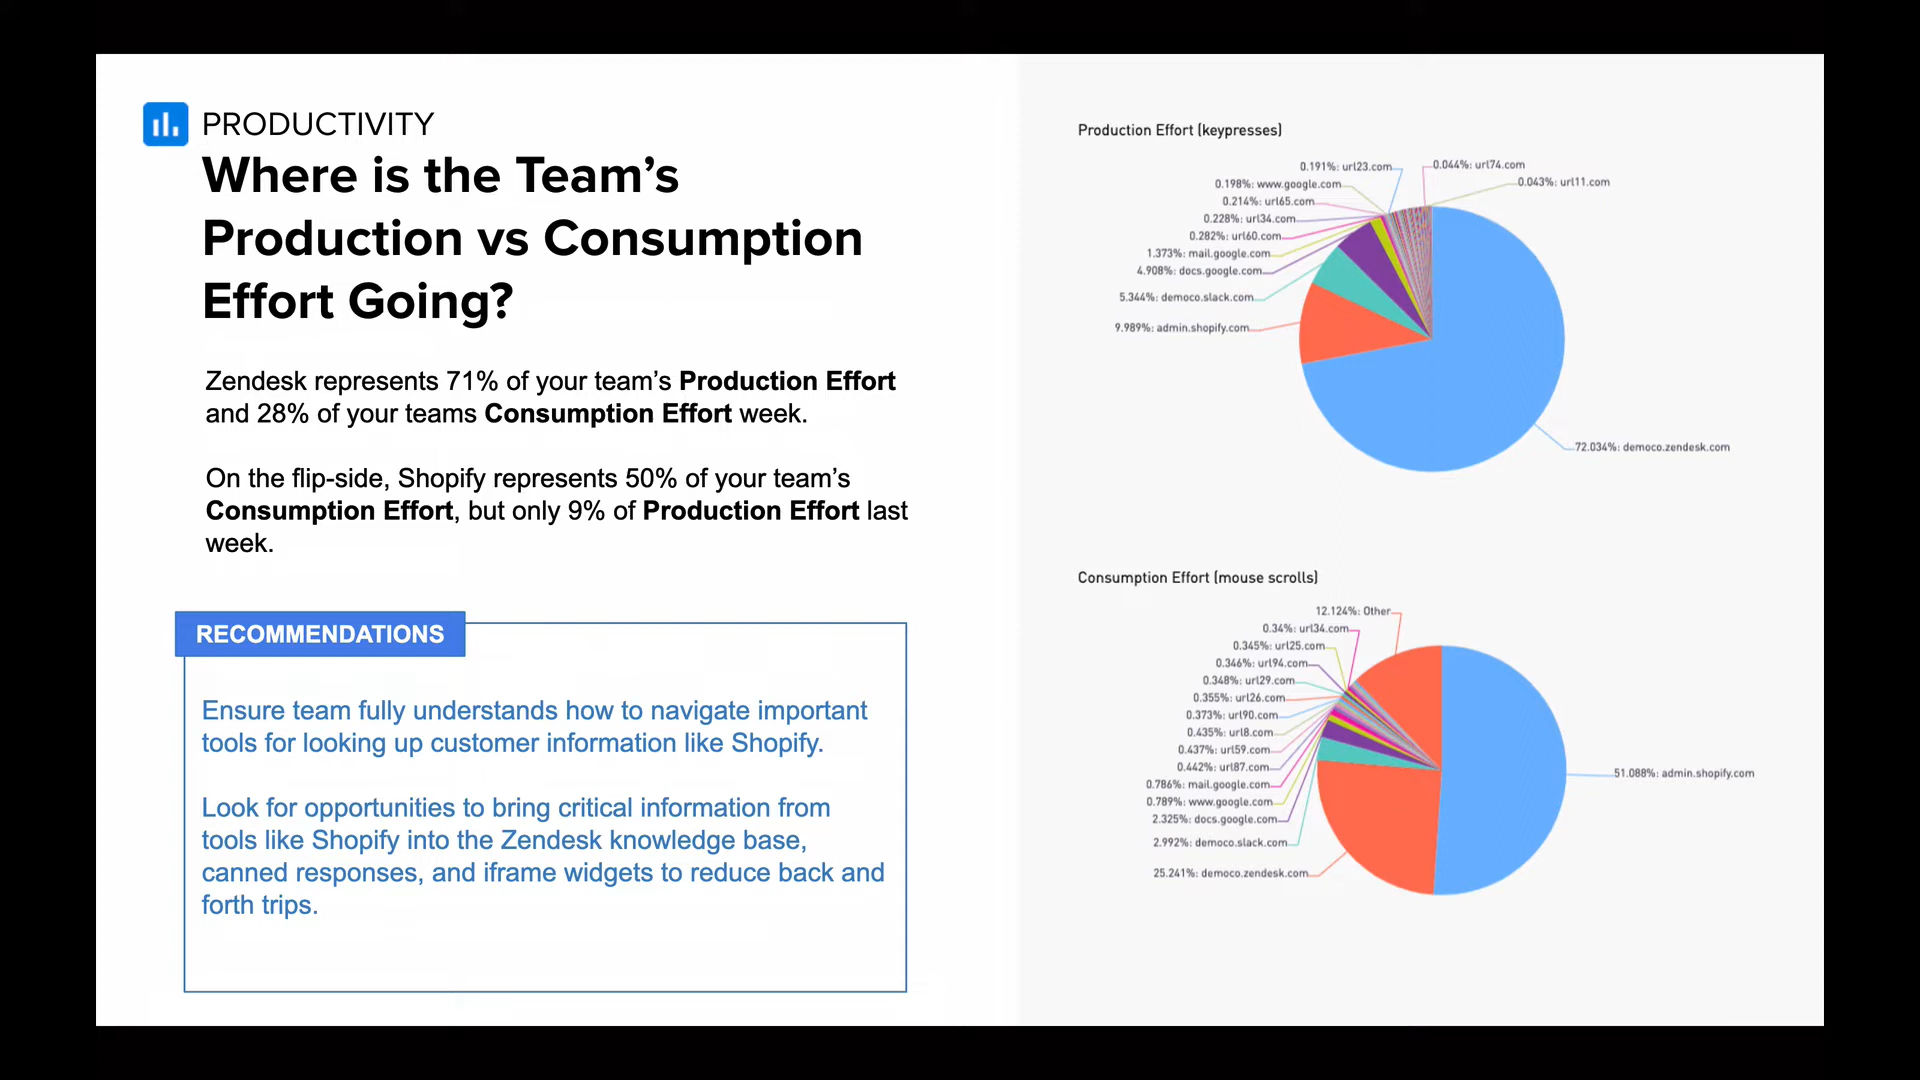 PRODUCTIVITY
Where is the Team’s
Production vs Consumption
Effort Going?
Zendesk represents 71% of your team’s Production Effort
and 28% of your teams Consumption Effort week.
On the flip-side, Shopify represents 50% of your team’s
Consumption Effort, but only 9% of Production Effort last
week.
RECOMMENDATIONS
Ensure team fully understands how to navigate important
tools for looking up customer information like Shopify.
Look for opportunities to bring critical information from
tools like Shopify into the Zendesk knowledge base,
canned responses, and iframe widgets to reduce back and
forth trips.
Production Effort (keypresses)
0.191%: url23.com
0.044%: url74.com
0.198%: www.google.com
0.043%: url11.com
0.214%: url65.com
0.228%: url34.com
0.282%: url60.com
1.373%: mail.google.com
4.908%: docs.google.com
5.344%: democo.slack.com
9.989%: admin.shopify.com
72.034%: democo.zendesk.com
Consumption Effort (mouse scrolls)
12.124%: Other
0.34%: url34.com
0.345%: url25.com
0.346%: url94.com
0.348%: url29.com
0.355%: url26.com
0.373%: url90.com
0.435%: url8.com
0.437%: url59.com
0.442%: url87.com
0.786%: mail.google.com
0.789%: www.google.com
2.325%: docs.google.com
2.992%: democo.slack.com
25.241%: democo.zendesk.com
51.088%: admin.shopify.com